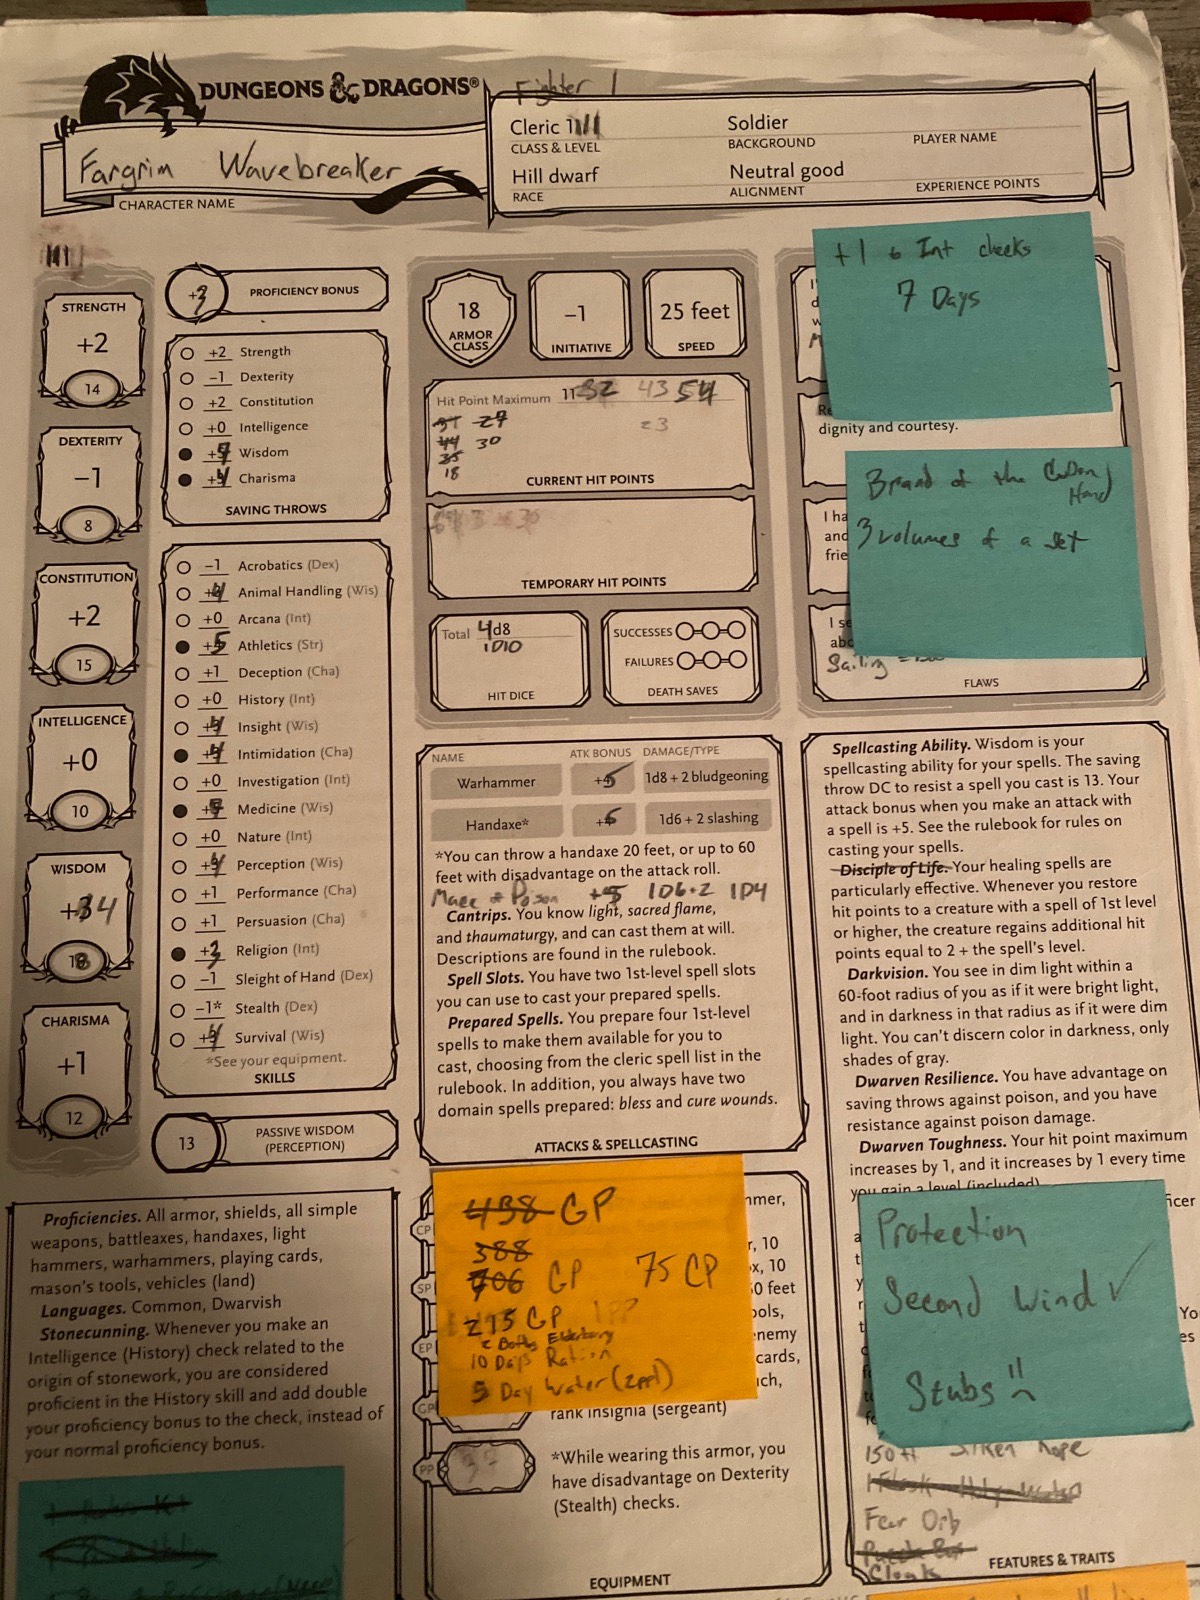 DUNGEONS & DRAGONS®
Fighter 1
Fargrim Wavebreaker
CHARACTER NAME
Cleric 1
CLASS & LEVEL
Soldier
BACKGROUND
PLAYER NAME
Hill dwarf
RACE
Neutral good
ALIGNMENT
EXPERIENCE POINTS
STRENGTH
+2
14
DEXTERITY
-1
8
CONSTITUTION
+2
15
INTELLIGENCE
+0
10
WISDOM
4
18
CHARISMA
+1
12
+3 PROFICIENCY BONUS
+2 Strength
-1 Dexterity
+2 Constitution
+0 Intelligence
+7 Wisdom
+4 Charisma
SAVING THROWS
-1 Acrobatics (Dex)
+4 Animal Handling (Wis)
+0 Arcana (Int)
+5 Athletics (Str)
+1 Deception (Cha)
+0 History (Int)
+4 Insight (Wis)
+4 Intimidation (Cha)
+0 Investigation (Int)
+7 Medicine (Wis)
+0 Nature (Int)
+4 Perception (Wis)
+1 Performance (Cha)
+1 Persuasion (Cha)
+3 Religion (Int)
-1 Sleight of Hand (Dex)
-1* Stealth (Dex)
+4 Survival (Wis)
*See your equipment.
SKILLS
13 PASSIVE WISDOM
(PERCEPTION)
Proficiencies. All armor, shields, all simple
weapons, battleaxes, handaxes, light
hammers, warhammers, playing cards,
mason's tools, vehicles (land)
Languages. Common, Dwarvish
Stonecunning. Whenever you make an
Intelligence (History) check related to the
origin of stonework, you are considered
proficient in the History skill and add double
your proficiency bonus to the check, instead of
your normal proficiency bonus.
18
ARMOR
CLASS
-1
INITIATIVE
25 feet
SPEED
Hit Point Maximum 11 32 43 54
27
44 30
35
18
CURRENT HIT POINTS
TEMPORARY HIT POINTS
Total 4d8
1D10
HIT DICE
SUCCESSES
FAILURES
DEATH SAVES
NAME ATK BONUS DAMAGE/TYPE
Warhammer +5 1d8 + 2 bludgeoning
Handaxe* 1d6 + 2 slashing
*You can throw a handaxe 20 feet, or up to 60
feet with disadvantage on the attack roll.
Mace of Poison +5 1D6+2 1D4
Cantrips. You know light, sacred flame,
and thaumaturgy, and can cast them at will.
Descriptions are found in the rulebook.
Spell Slots. You have two 1st-level spell slots
you can use to cast your prepared spells.
Prepared Spells. You prepare four 1st-level
spells to make them available for you to
cast, choosing from the cleric spell list in the
rulebook. In addition, you always have two
domain spells prepared: bless and cure wounds.
ATTACKS & SPELLCASTING
438 GP
388
706 GP 75 CP
275 GP 1PP
2 Bottles Elderberry
10 Days Ration
5 Day Water (2ppl)
CP
SP
EP
GP
PP
mmer,
r, 10
x, 10
0 feet
ols,
nemy
cards,
uch,
rank insignia (sergeant)
*While wearing this armor, you
have disadvantage on Dexterity
(Stealth) checks.
EQUIPMENT
+1 to Int checks
7 Days
dignity and courtesy.
Brand of the Hand
3 volumes of a set
I ha
and
frie
I se
abo
Sailing
FLAWS
Spellcasting Ability. Wisdom is your
spellcasting ability for your spells. The saving
throw DC to resist a spell you cast is 13. Your
attack bonus when you make an attack with
a spell is +5. See the rulebook for rules on
casting your spells.
Disciple of Life. Your healing spells are
particularly effective. Whenever you restore
hit points to a creature with a spell of 1st level
or higher, the creature regains additional hit
points equal to 2 + the spell's level.
Darkvision. You see in dim light within a
60-foot radius of you as if it were bright light,
and in darkness in that radius as if it were dim
light. You can't discern color in darkness, only
shades of gray.
Dwarven Resilience. You have advantage on
saving throws against poison, and you have
resistance against poison damage.
Dwarven Toughness. Your hit point maximum
increases by 1, and it increases by 1 every time
you gain a level (included).
ficer
Protection
Second Wind ✓
Stubs
150 ft Silken Rope
1 Flask Holy Water
Fear Orb
Puzzle Box
Cloak
FEATURES & TRAITS